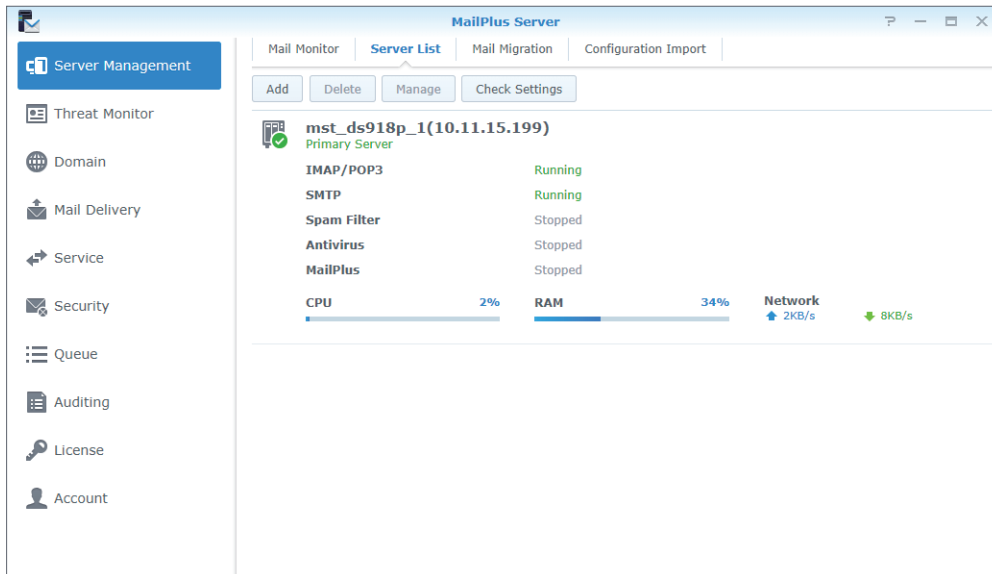 MailPlus Server
Server Management
Threat Monitor
Domain
Mail Delivery
Service
Security
Queue
Auditing
License
Account
Mail Monitor Server List Mail Migration Configuration Import
Add Delete Manage Check Settings
mst_ds918p_1(10.11.15.199)
Primary Server
IMAP/POP3 Running
SMTP Running
Spam Filter Stopped
Antivirus Stopped
MailPlus Stopped
CPU 2% RAM 34% Network
2KB/s 8KB/s